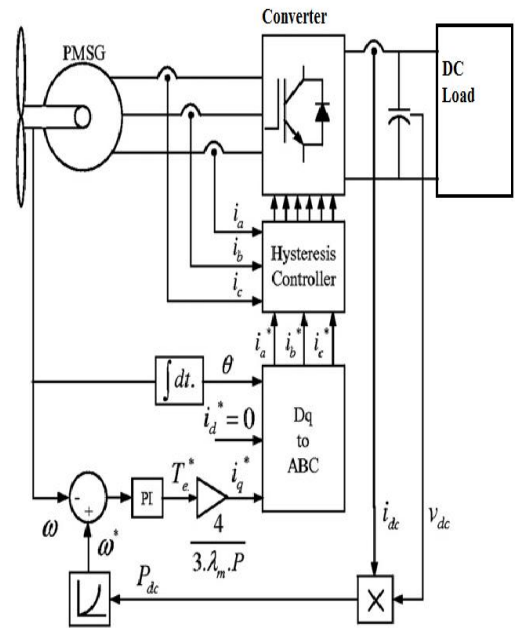 Converter
PMSG
DC
Load
i_a
i_b
i_c
Hysteresis
Controller
i_a^* i_b^* i_c^*
∫dt.
θ
i_d^* = 0
Dq
to
ABC
T_e^*
i_q^*
-
+
PI
ω
ω^*
4
3.λ_m.P
P_dc
i_dc
v_dc
X